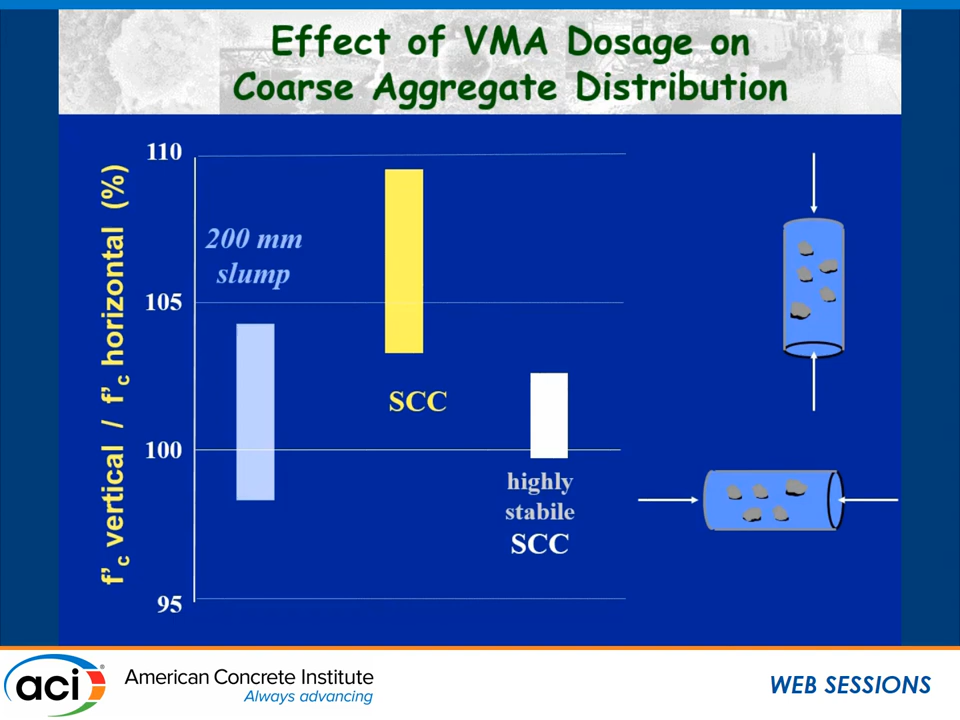 Effect of VMA Dosage on
Coarse Aggregate Distribution
f'c vertical / f'c horizontal (%)
110
105
100
95
200 mm
slump
SCC
highly
stabile
SCC
aci
American Concrete Institute
Always advancing
WEB SESSIONS